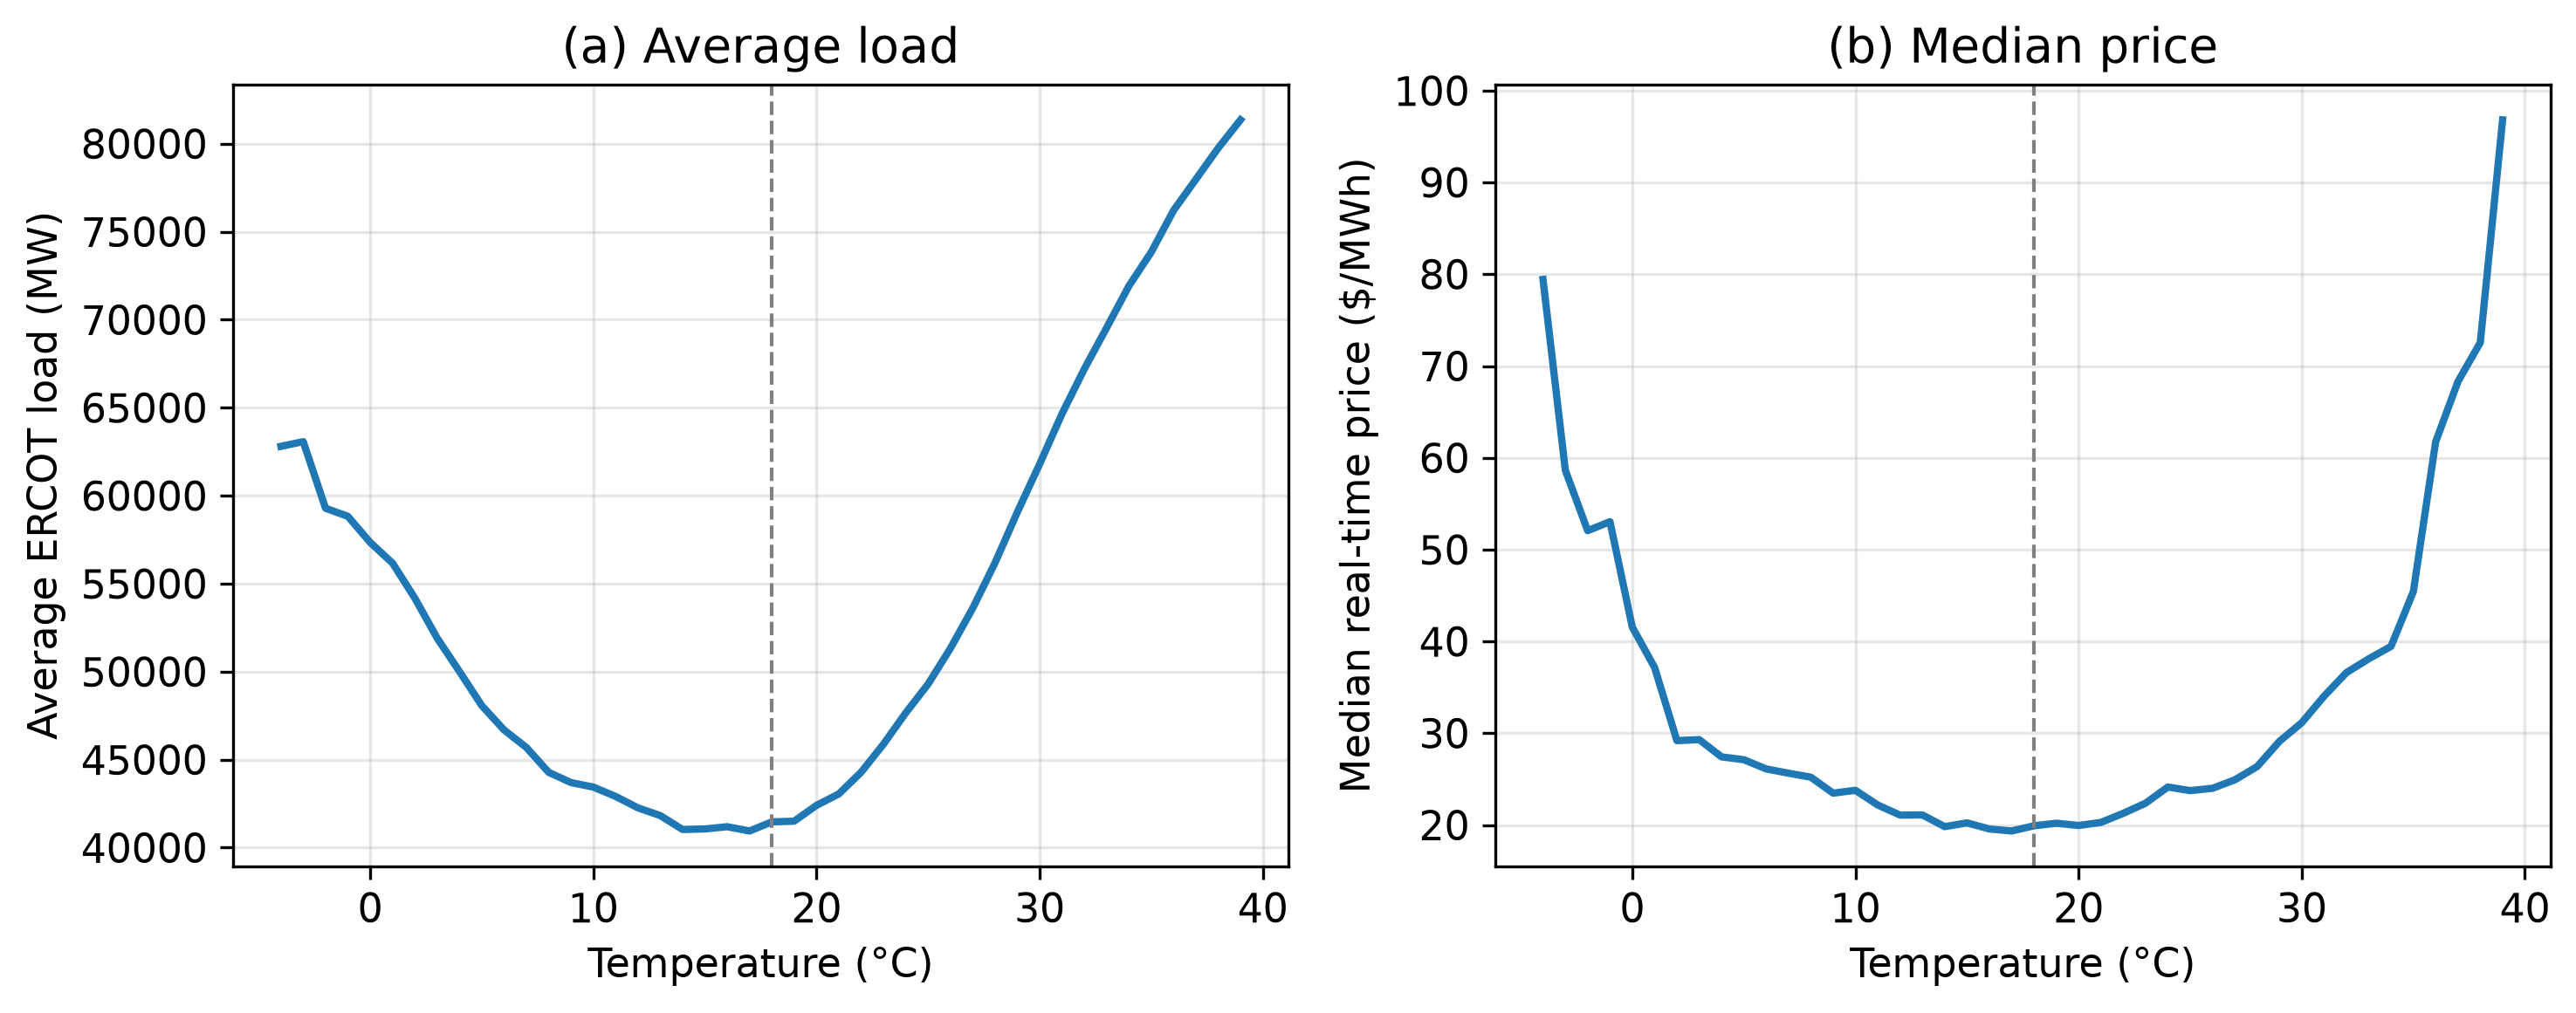 (a) Average load
Average ERCOT load (MW)
80000
75000
70000
65000
60000
55000
50000
45000
40000
0 10 20 30 40
Temperature (°C)
(b) Median price
Median real-time price ($/MWh)
100
90
80
70
60
50
40
30
20
0 10 20 30 40
Temperature (°C)